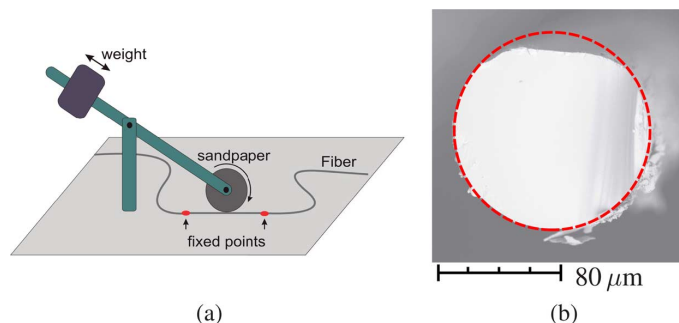 weight
sandpaper
Fiber
fixed points
80 μm
(a)
(b)